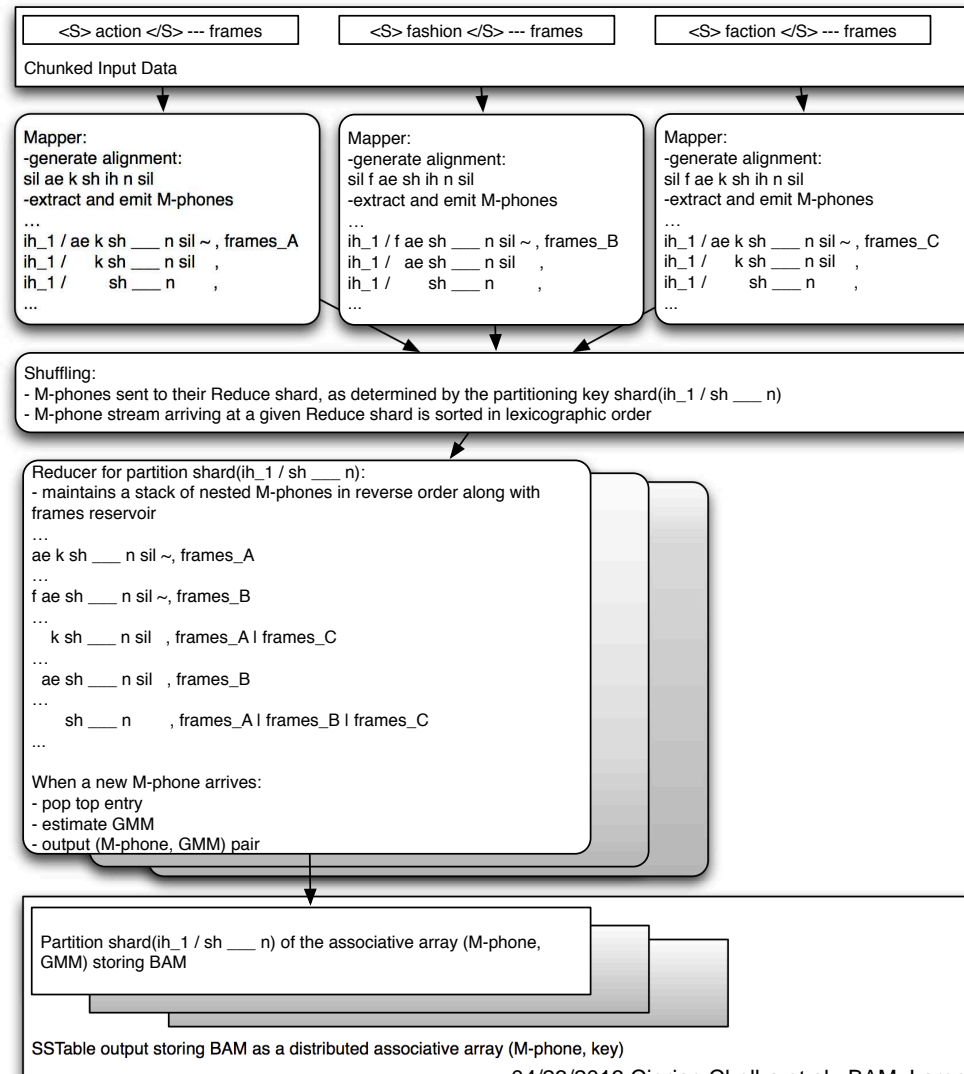 <S> action </S> --- frames
<S> fashion </S> --- frames
<S> faction </S> --- frames
Chunked Input Data
Mapper:
-generate alignment:
sil ae k sh ih n sil
-extract and emit M-phones
…
ih_1 / ae k sh ___ n sil ~ , frames_A
ih_1 / k sh ___ n sil ,
ih_1 / sh ___ n ,
...
Mapper:
-generate alignment:
sil f ae sh ih n sil
-extract and emit M-phones
…
ih_1 / f ae sh ___ n sil ~ , frames_B
ih_1 / ae sh ___ n sil ,
ih_1 / sh ___ n ,
...
Mapper:
-generate alignment:
sil f ae k sh ih n sil
-extract and emit M-phones
…
ih_1 / ae k sh ___ n sil ~ , frames_C
ih_1 / k sh ___ n sil ,
ih_1 / sh ___ n ,
...
Shuffling:
- M-phones sent to their Reduce shard, as determined by the partitioning key shard(ih_1 / sh ___ n)
- M-phone stream arriving at a given Reduce shard is sorted in lexicographic order
Reducer for partition shard(ih_1 / sh ___ n):
- maintains a stack of nested M-phones in reverse order along with
frames reservoir
…
ae k sh ___ n sil ~, frames_A
…
f ae sh ___ n sil ~, frames_B
…
k sh ___ n sil , frames_A | frames_C
…
ae sh ___ n sil , frames_B
…
sh ___ n , frames_A | frames_B | frames_C
...
When a new M-phone arrives:
- pop top entry
- estimate GMM
- output (M-phone, GMM) pair
Partition shard(ih_1 / sh ___ n) of the associative array (M-phone,
GMM) storing BAM
SSTable output storing BAM as a distributed associative array (M-phone, key)